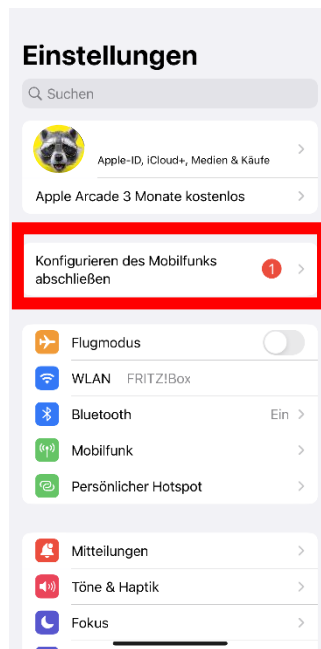 Einstellungen
Suchen
Apple-ID, iCloud+, Medien & Käufe
Apple Arcade 3 Monate kostenlos
Konfigurieren des Mobilfunks
abschließen
1
Flugmodus
WLAN FRITZ!Box
Bluetooth Ein
Mobilfunk
Persönlicher Hotspot
Mitteilungen
Töne & Haptik
Fokus